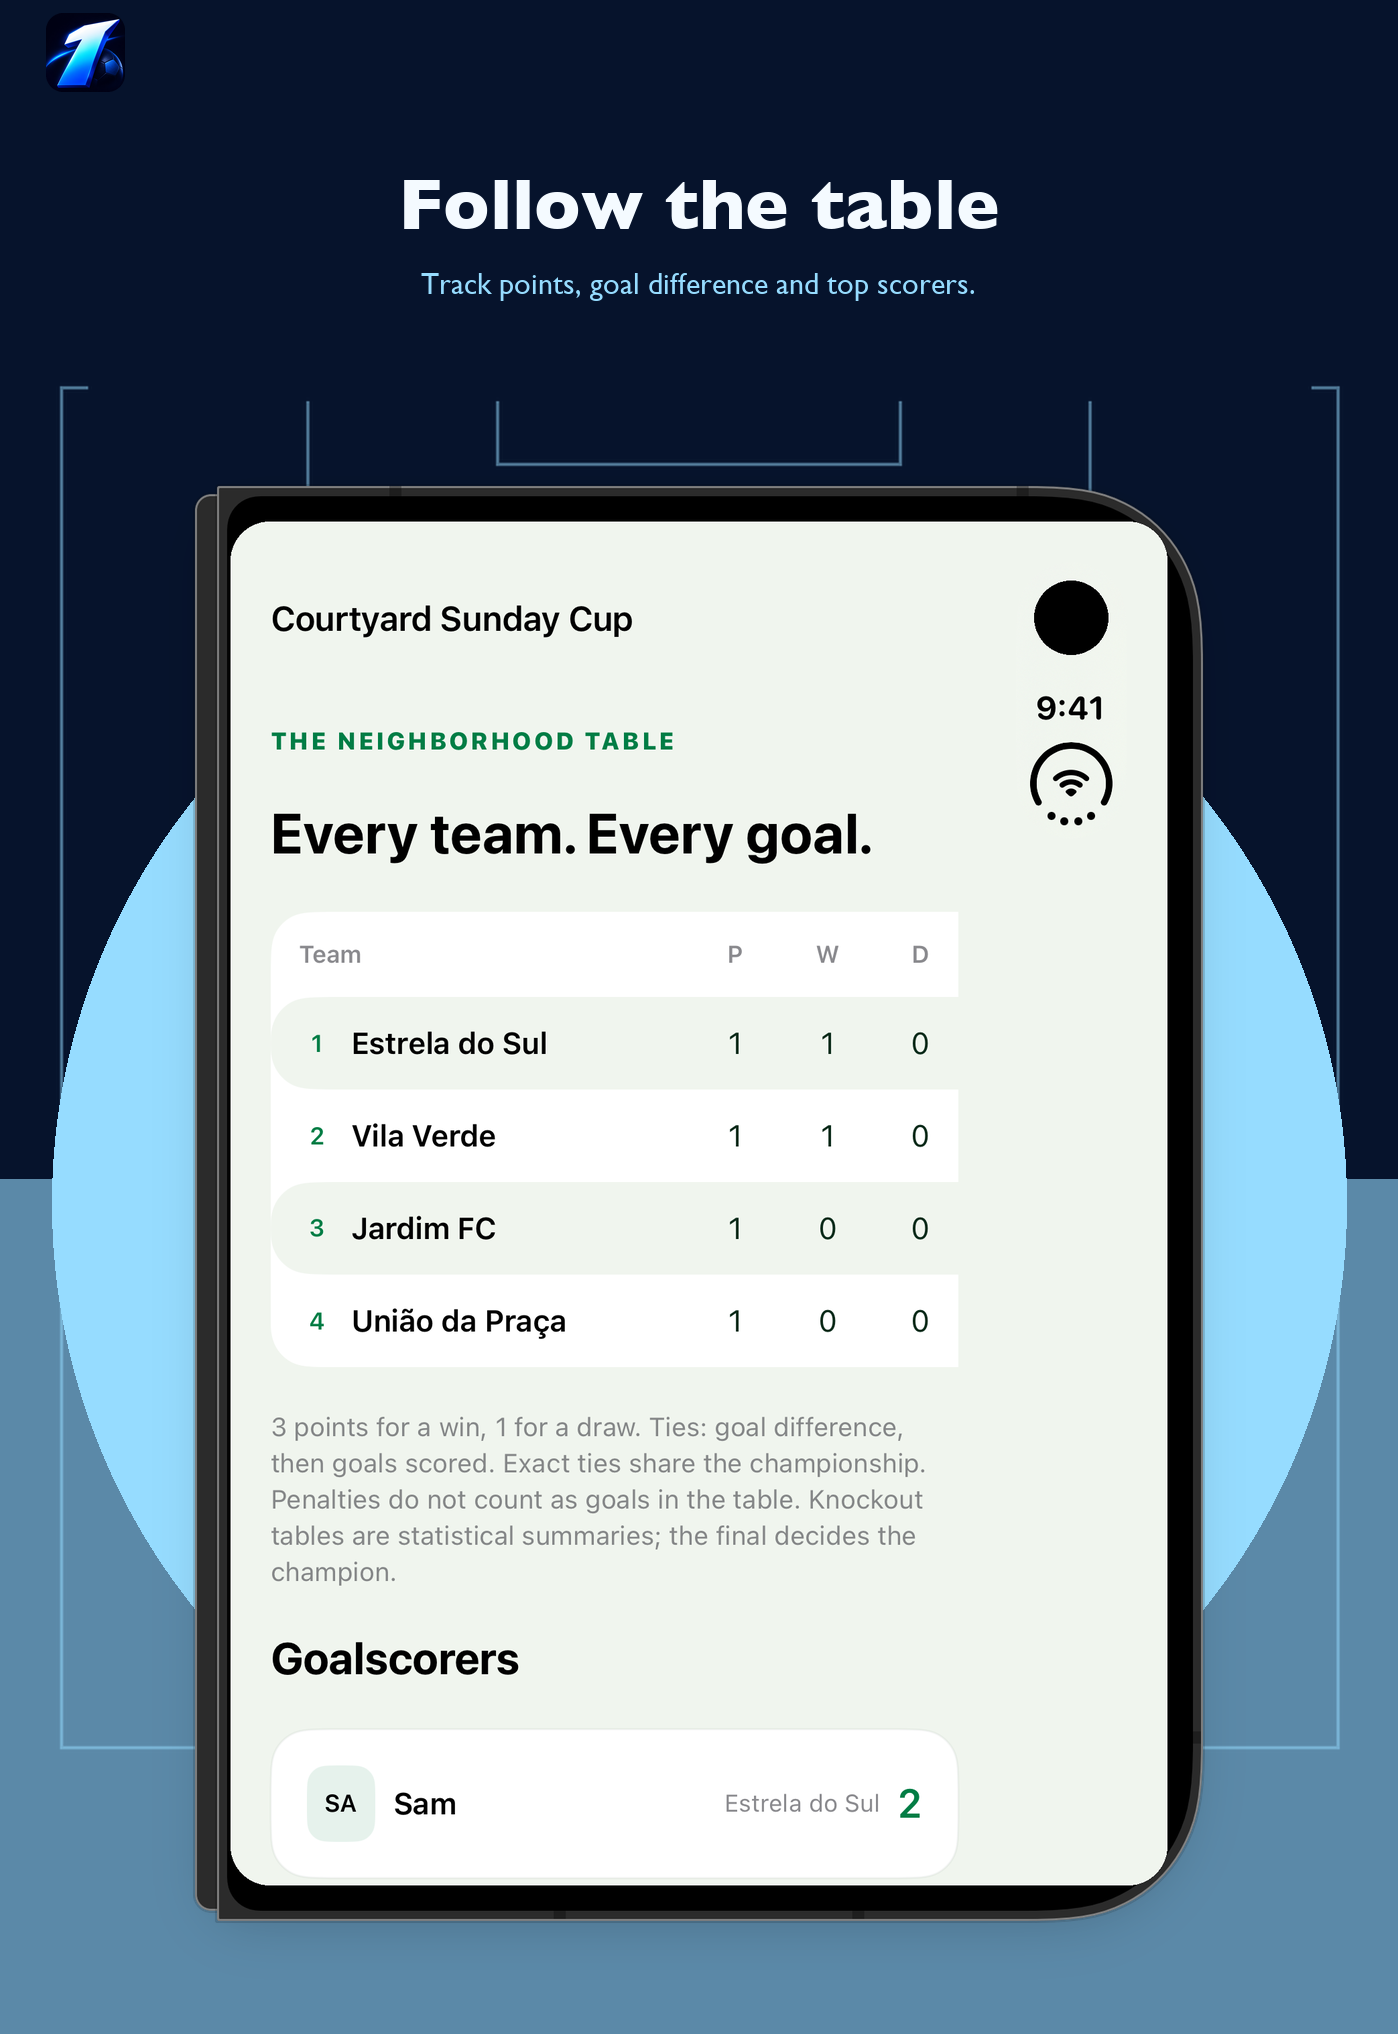 1
Follow the table
Track points, goal difference and top scorers.
Courtyard Sunday Cup
9:41
THE NEIGHBORHOOD TABLE
Every team. Every goal.
Team P W D
1 Estrela do Sul 1 1 0
2 Vila Verde 1 1 0
3 Jardim FC 1 0 0
4 União da Praça 1 0 0
3 points for a win, 1 for a draw. Ties: goal difference,
then goals scored. Exact ties share the championship.
Penalties do not count as goals in the table. Knockout
tables are statistical summaries; the final decides the
champion.
Goalscorers
SA Sam Estrela do Sul 2